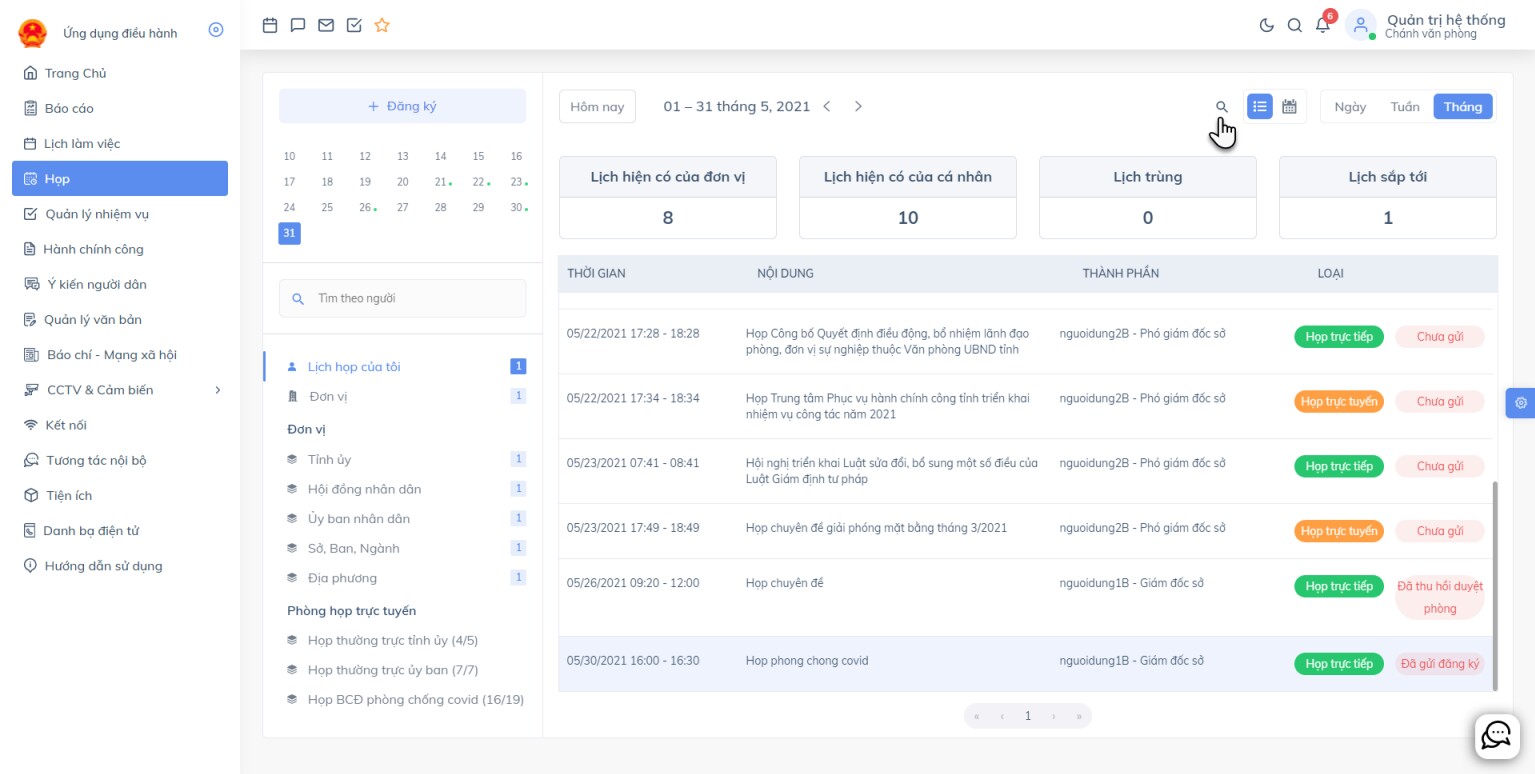 Ứng dụng điều hành
Trang Chủ
Báo cáo
Lịch làm việc
Họp
Quản lý nhiệm vụ
Hành chính công
Ý kiến người dân
Quản lý văn bản
Báo chí - Mạng xã hội
CCTV & Cảm biến
Kết nối
Tương tác nội bộ
Tiện ích
Danh bạ điện tử
Hướng dẫn sử dụng
6
Quản trị hệ thống
Chánh văn phòng
+ Đăng ký
10 11 12 13 14 15 16
17 18 19 20 21 22 23
24 25 26 27 28 29 30
31
Tìm theo người
Lịch họp của tôi 1
Đơn vị 1
Đơn vị
Tỉnh ủy 1
Hội đồng nhân dân 1
Ủy ban nhân dân 1
Sở, Ban, Ngành 1
Địa phương 1
Phòng họp trực tuyến
Họp thường trực tỉnh ủy (4/5)
Họp thường trực ủy ban (7/7)
Họp BCĐ phòng chống covid (16/19)
Hôm nay 01 – 31 tháng 5, 2021
Ngày Tuần Tháng
Lịch hiện có của đơn vị Lịch hiện có của cá nhân Lịch trùng Lịch sắp tới
8 10 0 1
THỜI GIAN NỘI DUNG THÀNH PHẦN LOẠI
05/22/2021 17:28 - 18:28 Họp Công bố Quyết định điều động, bổ nhiệm lãnh đạo nguoidung2B - Phó giám đốc sở Họp trực tiếp Chưa gửi
phòng, đơn vị sự nghiệp thuộc Văn phòng UBND tỉnh
05/22/2021 17:34 - 18:34 Họp Trung tâm Phục vụ hành chính công tỉnh triển khai nguoidung2B - Phó giám đốc sở Họp trực tuyến Chưa gửi
nhiệm vụ công tác năm 2021
05/23/2021 07:41 - 08:41 Hội nghị triển khai Luật sửa đổi, bổ sung một số điều của nguoidung2B - Phó giám đốc sở Họp trực tiếp Chưa gửi
Luật Giám định tư pháp
05/23/2021 17:49 - 18:49 Họp chuyên đề giải phóng mặt bằng tháng 3/2021 nguoidung2B - Phó giám đốc sở Họp trực tuyến Chưa gửi
05/26/2021 09:20 - 12:00 Họp chuyên đề nguoidung1B - Giám đốc sở Họp trực tiếp Đã thu hồi duyệt
phòng
05/30/2021 16:00 - 16:30 Hop phong chong covid nguoidung1B - Giám đốc sở Họp trực tiếp Đã gửi đăng ký
« ‹ 1 › »